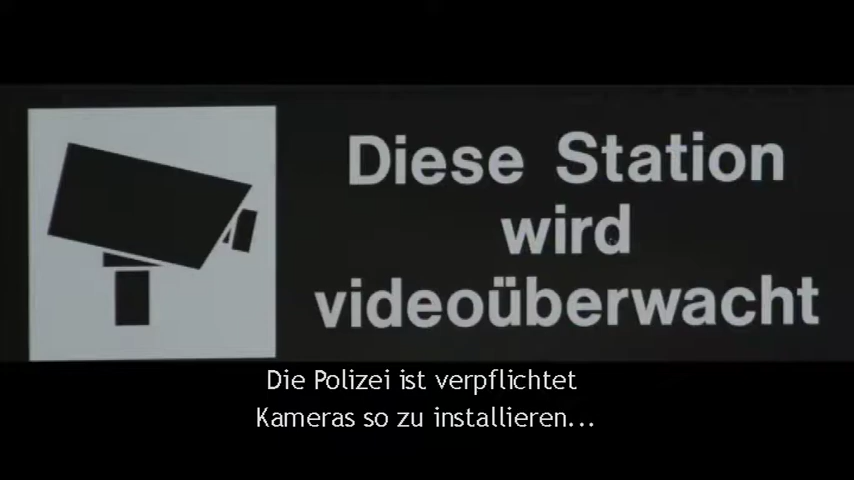 Diese Station
wird
videoüberwacht
Die Polizei ist verpflichtet
Kameras so zu installieren...